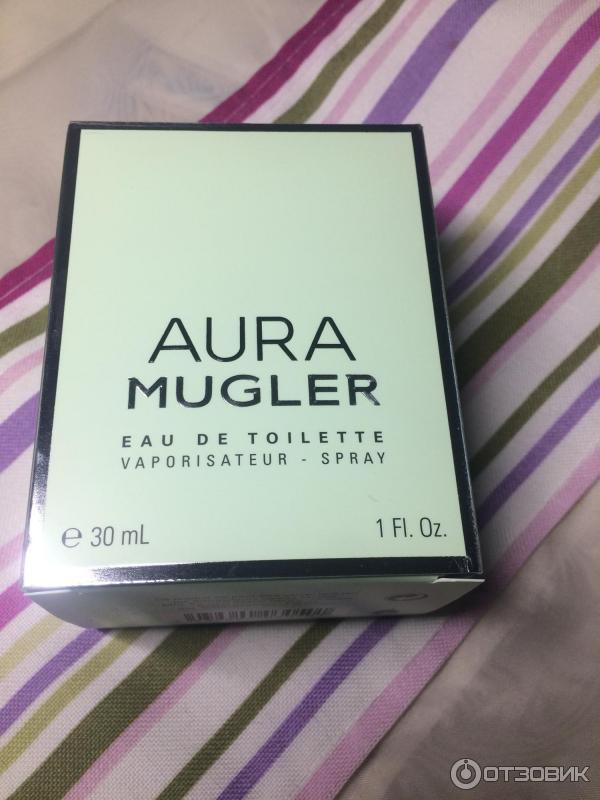 AURA
MUGLER
EAU DE TOILETTE
VAPORISATEUR - SPRAY
℮ 30 mL 1 Fl. Oz.
ОТЗОВИК